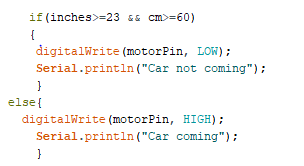 if(inches>=23 && cm>=60)
{
digitalWrite(motorPin, LOW);
Serial.println("Car not coming");
}
else{
digitalWrite(motorPin, HIGH);
Serial.println("Car coming");
}